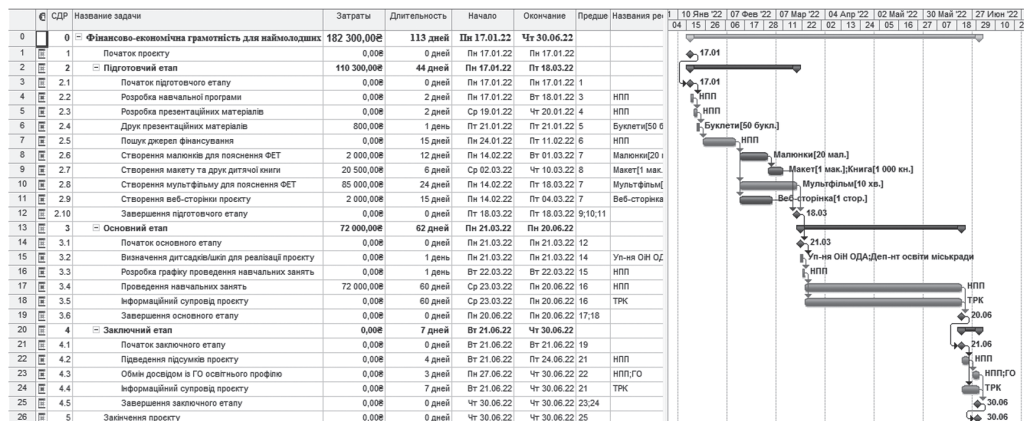 СДР Название задачи Затраты Длительность Начало Окончание Предше Названия рес
10 Янв '22 07 Фев '22 07 Мар '22 04 Апр '22 02 Май '22 30 Май '22 27 Июн '22
04 15 26 06 17 28 11 22 02 13 24 05 16 27 07 18 29 10 2
0 0 Фінансово-економічна грамотність для наймолодших 182 300,00₴ 113 дней Пн 17.01.22 Чт 30.06.22
1 1 Початок проєкту 0,00₴ 0 дней Пн 17.01.22 Пн 17.01.22 17.01
2 2 Підготовчий етап 110 300,00₴ 44 дней Пн 17.01.22 Пт 18.03.22
3 2.1 Початок підготовчого етапу 0,00₴ 0 дней Пн 17.01.22 Пн 17.01.22 1 17.01
4 2.2 Розробка навчальної програми 0,00₴ 2 дней Пн 17.01.22 Вт 18.01.22 3 НПП НПП
5 2.3 Розробка презентаційних матеріалів 0,00₴ 2 дней Ср 19.01.22 Чт 20.01.22 4 НПП НПП
6 2.4 Друк презентаційних матеріалів 800,00₴ 1 день Пт 21.01.22 Пт 21.01.22 5 Буклети[50 б Буклети[50 букл.]
7 2.5 Пошук джерел фінансування 0,00₴ 15 дней Пн 24.01.22 Пт 11.02.22 6 НПП НПП
8 2.6 Створення малюнків для пояснення ФЕТ 2 000,00₴ 12 дней Пн 14.02.22 Вт 01.03.22 7 Малюнки[20 м Малюнки[20 мал.]
9 2.7 Створення макету та друк дитячої книги 20 500,00₴ 6 дней Ср 02.03.22 Чт 10.03.22 8 Макет[1 мак. Макет[1 мак.];Книга[1 000 кн.]
10 2.8 Створення мультфільму для пояснення ФЕТ 85 000,00₴ 24 дней Пн 14.02.22 Пт 18.03.22 7 Мультфільм[ Мультфільм[10 хв.]
11 2.9 Створення веб-сторінки проєкту 2 000,00₴ 15 дней Пн 14.02.22 Пт 04.03.22 7 Веб-сторінка Веб-сторінка[1 стор.]
12 2.10 Завершення підготовчого етапу 0,00₴ 0 дней Пт 18.03.22 Пт 18.03.22 9;10;11 18.03
13 3 Основний етап 72 000,00₴ 62 дней Пн 21.03.22 Пн 20.06.22
14 3.1 Початок основного етапу 0,00₴ 0 дней Пн 21.03.22 Пн 21.03.22 12 21.03
15 3.2 Визначення дитсадків/шкіл для реалізації проєкту 0,00₴ 1 день Пн 21.03.22 Пн 21.03.22 14 Уп-ня ОіН ОД Уп-ня ОіН ОДА;Деп-нт освіти міськради
16 3.3 Розробка графіку проведення навчальних занять 0,00₴ 1 день Вт 22.03.22 Вт 22.03.22 15 НПП НПП
17 3.4 Проведення навчальних занять 72 000,00₴ 60 дней Ср 23.03.22 Пн 20.06.22 16 НПП НПП
18 3.5 Інформаційний супровід проєкту 0,00₴ 60 дней Ср 23.03.22 Пн 20.06.22 16 ТРК ТРК
19 3.6 Завершення основного етапу 0,00₴ 0 дней Пн 20.06.22 Пн 20.06.22 17;18 20.06
20 4 Заключний етап 0,00₴ 7 дней Вт 21.06.22 Чт 30.06.22
21 4.1 Початок заключного етапу 0,00₴ 0 дней Вт 21.06.22 Вт 21.06.22 19 21.06
22 4.2 Підведення підсумків проєкту 0,00₴ 4 дней Вт 21.06.22 Пт 24.06.22 21 НПП НПП
23 4.3 Обмін досвідом із ГО освітнього профілю 0,00₴ 3 дней Пн 27.06.22 Чт 30.06.22 22 НПП;ГО НПП;ГО
24 4.4 Інформаційний супровід проєкту 0,00₴ 7 дней Вт 21.06.22 Чт 30.06.22 21 ТРК ТРК
25 4.5 Завершення заключного етапу 0,00₴ 0 дней Чт 30.06.22 Чт 30.06.22 23;24 30.06
26 5 Закінчення проєкту 0,00₴ 0 дней Чт 30.06.22 Чт 30.06.22 25 30.06